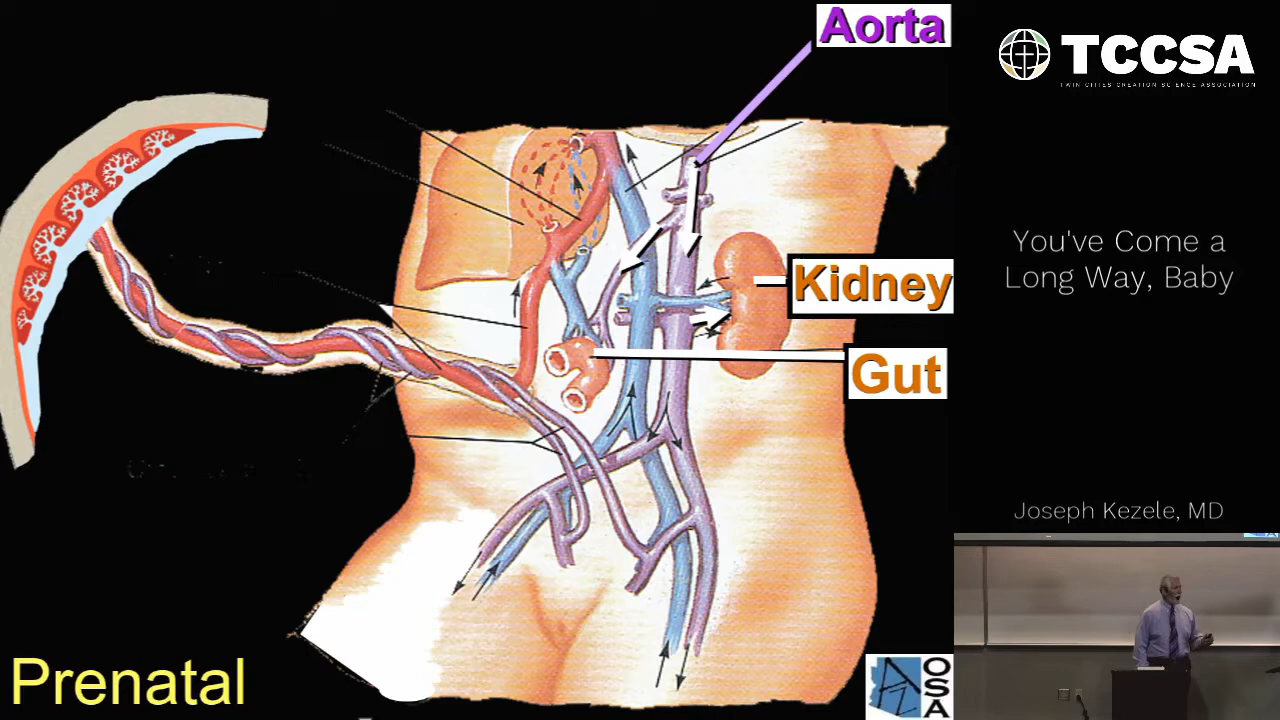 Aorta
Kidney
Gut
Prenatal
OSA
TCCSA
TWIN CITIES CREATION SCIENCE ASSOCIATION
You've Come a
Long Way, Baby
Joseph Kezele, MD